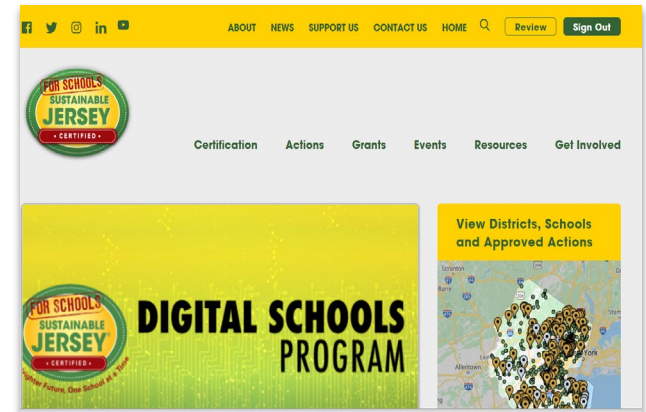 ABOUT NEWS SUPPORT US CONTACT US HOME Review Sign Out
FOR SCHOOLS
SUSTAINABLE
JERSEY
• CERTIFIED •
Certification Actions Grants Events Resources Get Involved
FOR SCHOOLS
SUSTAINABLE
JERSEY
• CERTIFIED •
DIGITAL SCHOOLS
PROGRAM
View Districts, Schools
and Approved Actions
Scranton
Allentown
York